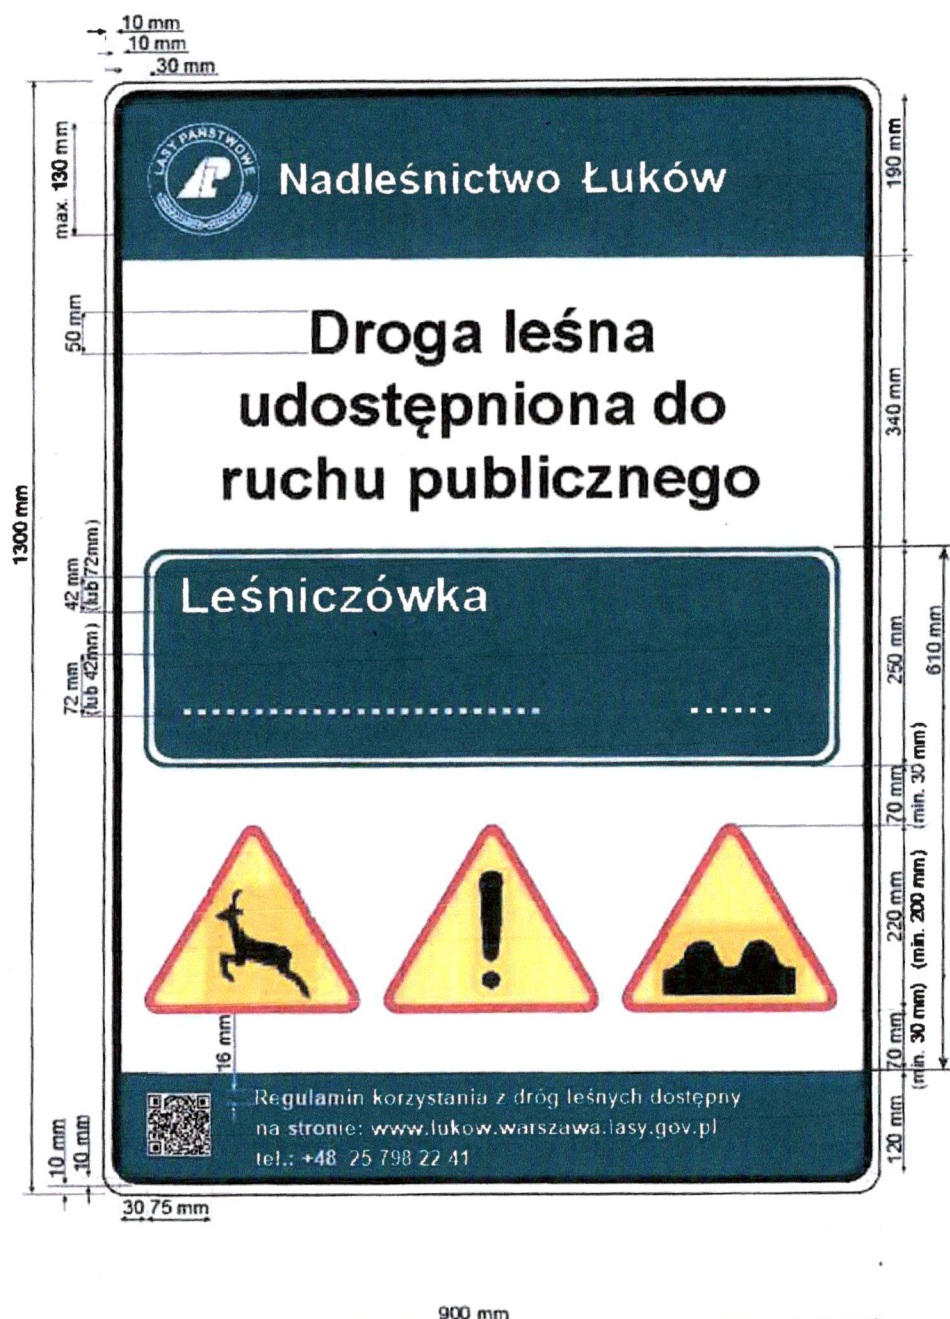 10 mm
10 mm
30 mm
LASY PAŃSTWOWE
Nadleśnictwo Łuków
max. 130 mm
190 mm
50 mm
Droga leśna
udostępniona do
ruchu publicznego
340 mm
1300 mm
42 mm
(lub 72mm)
Leśniczówka
72 mm
(lub 42mm)
........................ ......
250 mm
610 mm
70 mm
(min. 30 mm)
220 mm
(min. 200 mm)
70 mm
(min. 30 mm)
16 mm
Regulamin korzystania z dróg leśnych dostępny
na stronie: www.lukow.warszawa.lasy.gov.pl
tel.: +48 25 798 22 41
120 mm
10 mm
10 mm
30 75 mm
900 mm